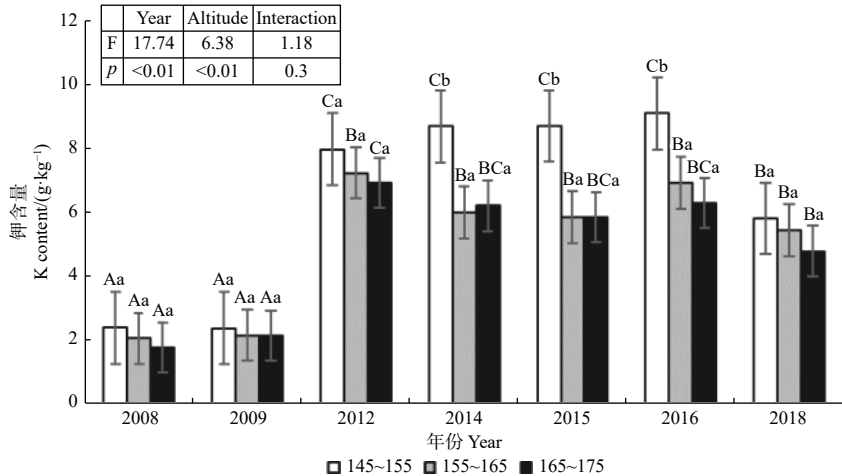 Year Altitude Interaction
F 17.74 6.38 1.18
p <0.01 <0.01 0.3
钾含量
K content/(g·kg⁻¹)
12
10
8
6
4
2
0
Aa Aa Aa
Aa Aa Aa
Ca Ba Ca
Cb Ba BCa
Cb Ba BCa
Cb Ba BCa
Ba Ba Ba
2008 2009 2012 2014 2015 2016 2018
年份 Year
145~155 155~165 165~175